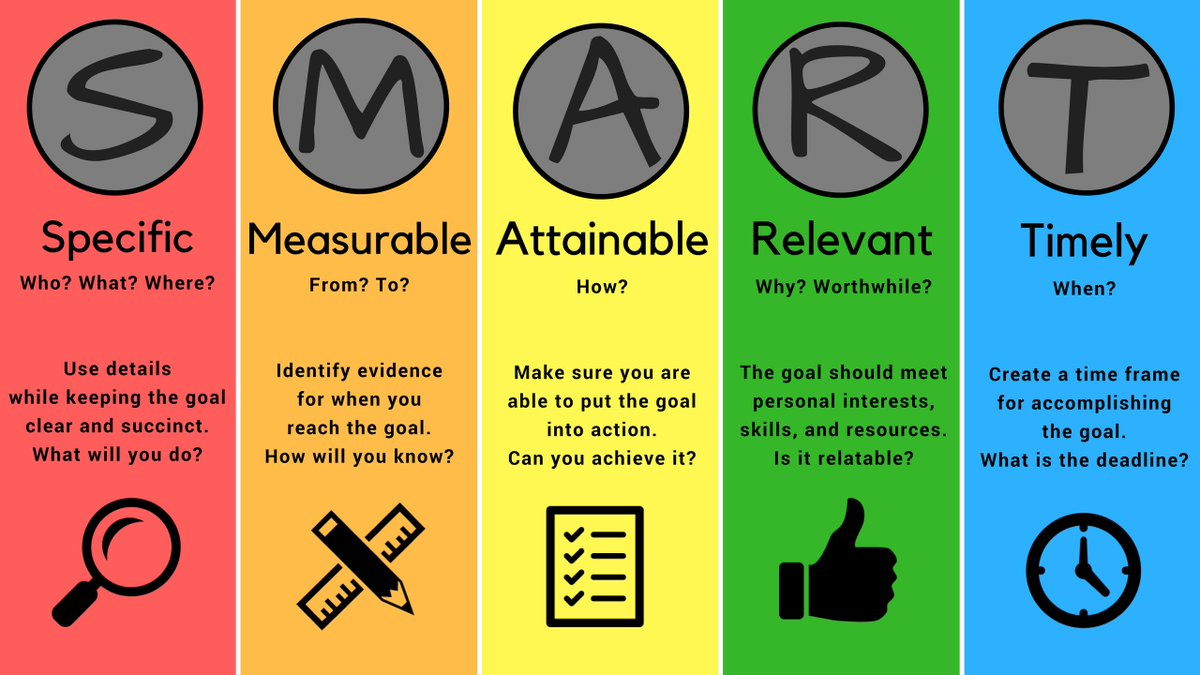 S
Specific
Who? What? Where?
Use details
while keeping the goal
clear and succinct.
What will you do?
M
Measurable
From? To?
Identify evidence
for when you
reach the goal.
How will you know?
A
Attainable
How?
Make sure you are
able to put the goal
into action.
Can you achieve it?
R
Relevant
Why? Worthwhile?
The goal should meet
personal interests,
skills, and resources.
Is it relatable?
T
Timely
When?
Create a time frame
for accomplishing
the goal.
What is the deadline?